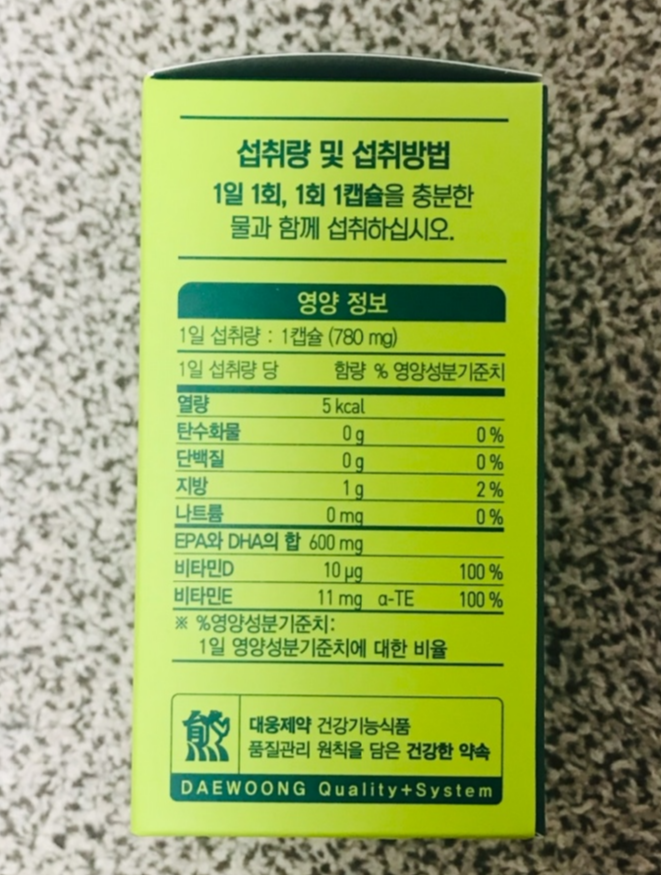 섭취량 및 섭취방법
1일 1회, 1회 1캡슐을 충분한
물과 함께 섭취하십시오.
영양 정보
1일 섭취량 : 1캡슐 (780 mg)
1일 섭취량 당 함량 % 영양성분기준치
열량 5 kcal
탄수화물 0 g 0 %
단백질 0 g 0 %
지방 1 g 2 %
나트륨 0 mg 0 %
EPA와 DHA의 합 600 mg
비타민D 10 µg 100 %
비타민E 11 mg α-TE 100 %
※ %영양성분기준치:
1일 영양성분기준치에 대한 비율
대웅제약 건강기능식품
품질관리 원칙을 담은 건강한 약속
DAEWOONG Quality+System